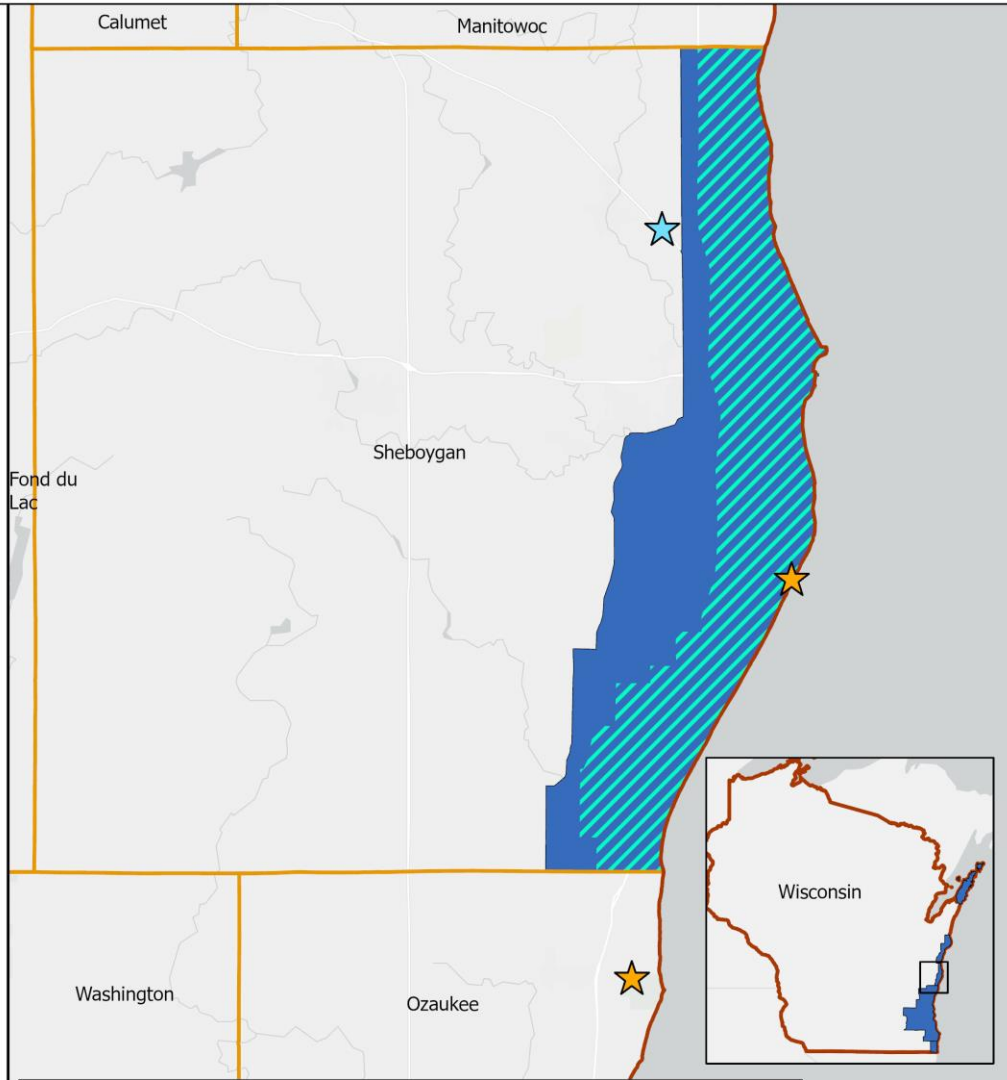 Calumet
Manitowoc
Sheboygan
Fond du
Lac
Wisconsin
Washington
Ozaukee